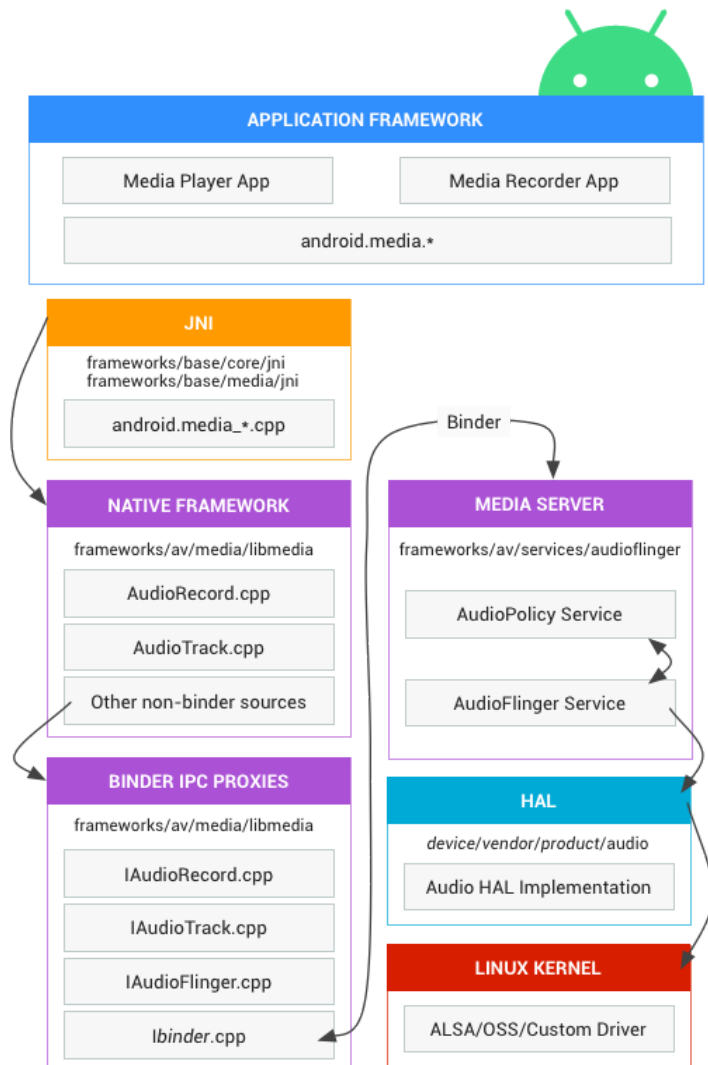 APPLICATION FRAMEWORK
Media Player App
Media Recorder App
android.media.*
JNI
frameworks/base/core/jni
frameworks/base/media/jni
android.media_*.cpp
Binder
NATIVE FRAMEWORK
frameworks/av/media/libmedia
AudioRecord.cpp
AudioTrack.cpp
Other non-binder sources
BINDER IPC PROXIES
frameworks/av/media/libmedia
IAudioRecord.cpp
IAudioTrack.cpp
IAudioFlinger.cpp
Ibinder.cpp
MEDIA SERVER
frameworks/av/services/audioflinger
AudioPolicy Service
AudioFlinger Service
HAL
device/vendor/product/audio
Audio HAL Implementation
LINUX KERNEL
ALSA/OSS/Custom Driver